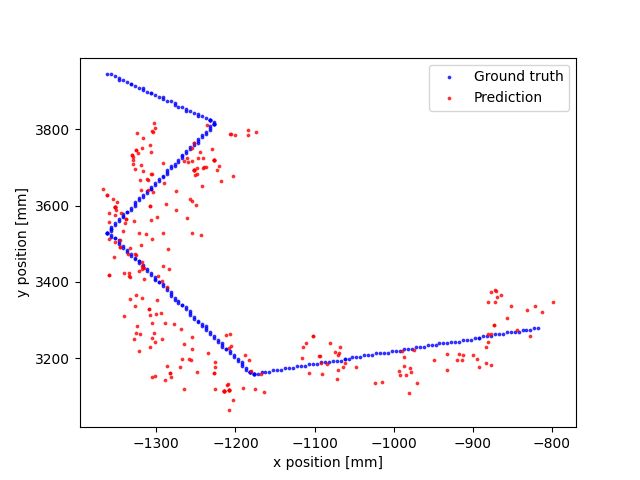 Ground truth
Prediction
3800
3600
3400
3200
y position [mm]
−1300 −1200 −1100 −1000 −900 −800
x position [mm]